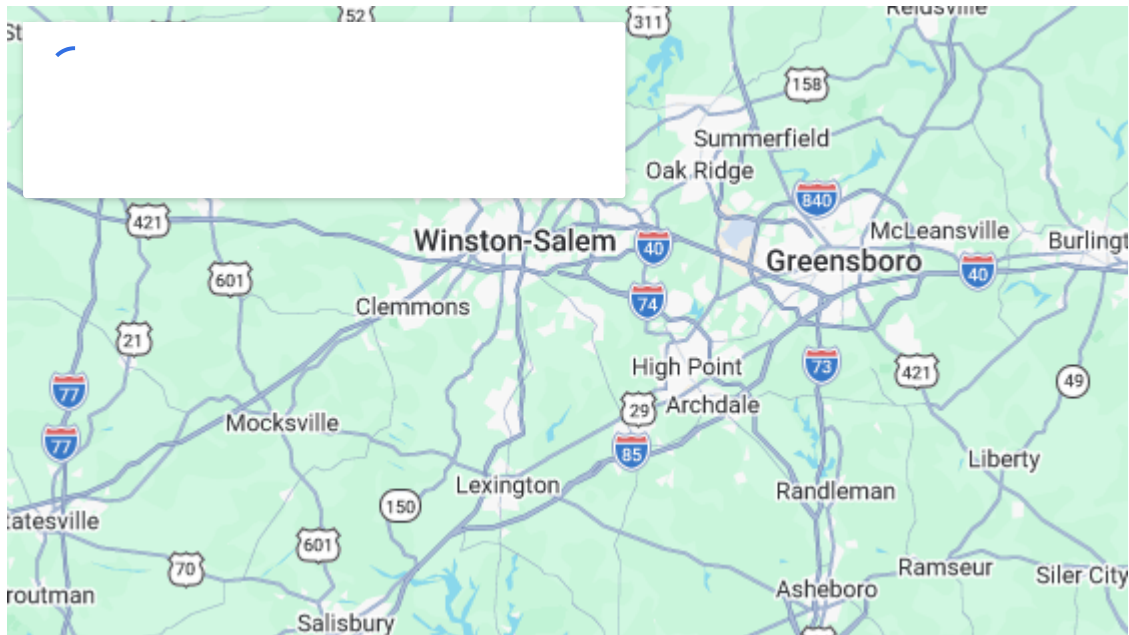 52
311
Reidsville
St
158
Summerfield
Oak Ridge
840
421
McLeansville
Winston-Salem
40
Burlingt
Greensboro
40
601
74
Clemmons
21
High Point
73
421
77
49
29
Archdale
Mocksville
77
85
Liberty
Lexington
Randleman
150
tatesville
601
70
Ramseur
Siler City
routman
Asheboro
Salisbury